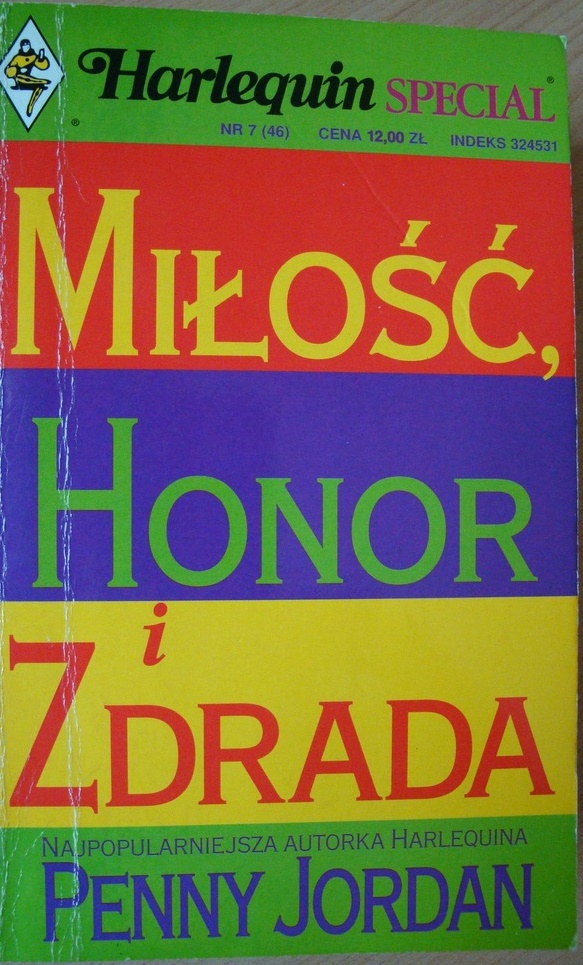 Harlequin SPECIAL®
®
NR 7 (46) CENA 12,00 ZŁ INDEKS 324531
MIŁOŚĆ,
HONOR
i
ZDRADA
NAJPOPULARNIEJSZA AUTORKA HARLEQUINA
PENNY JORDAN